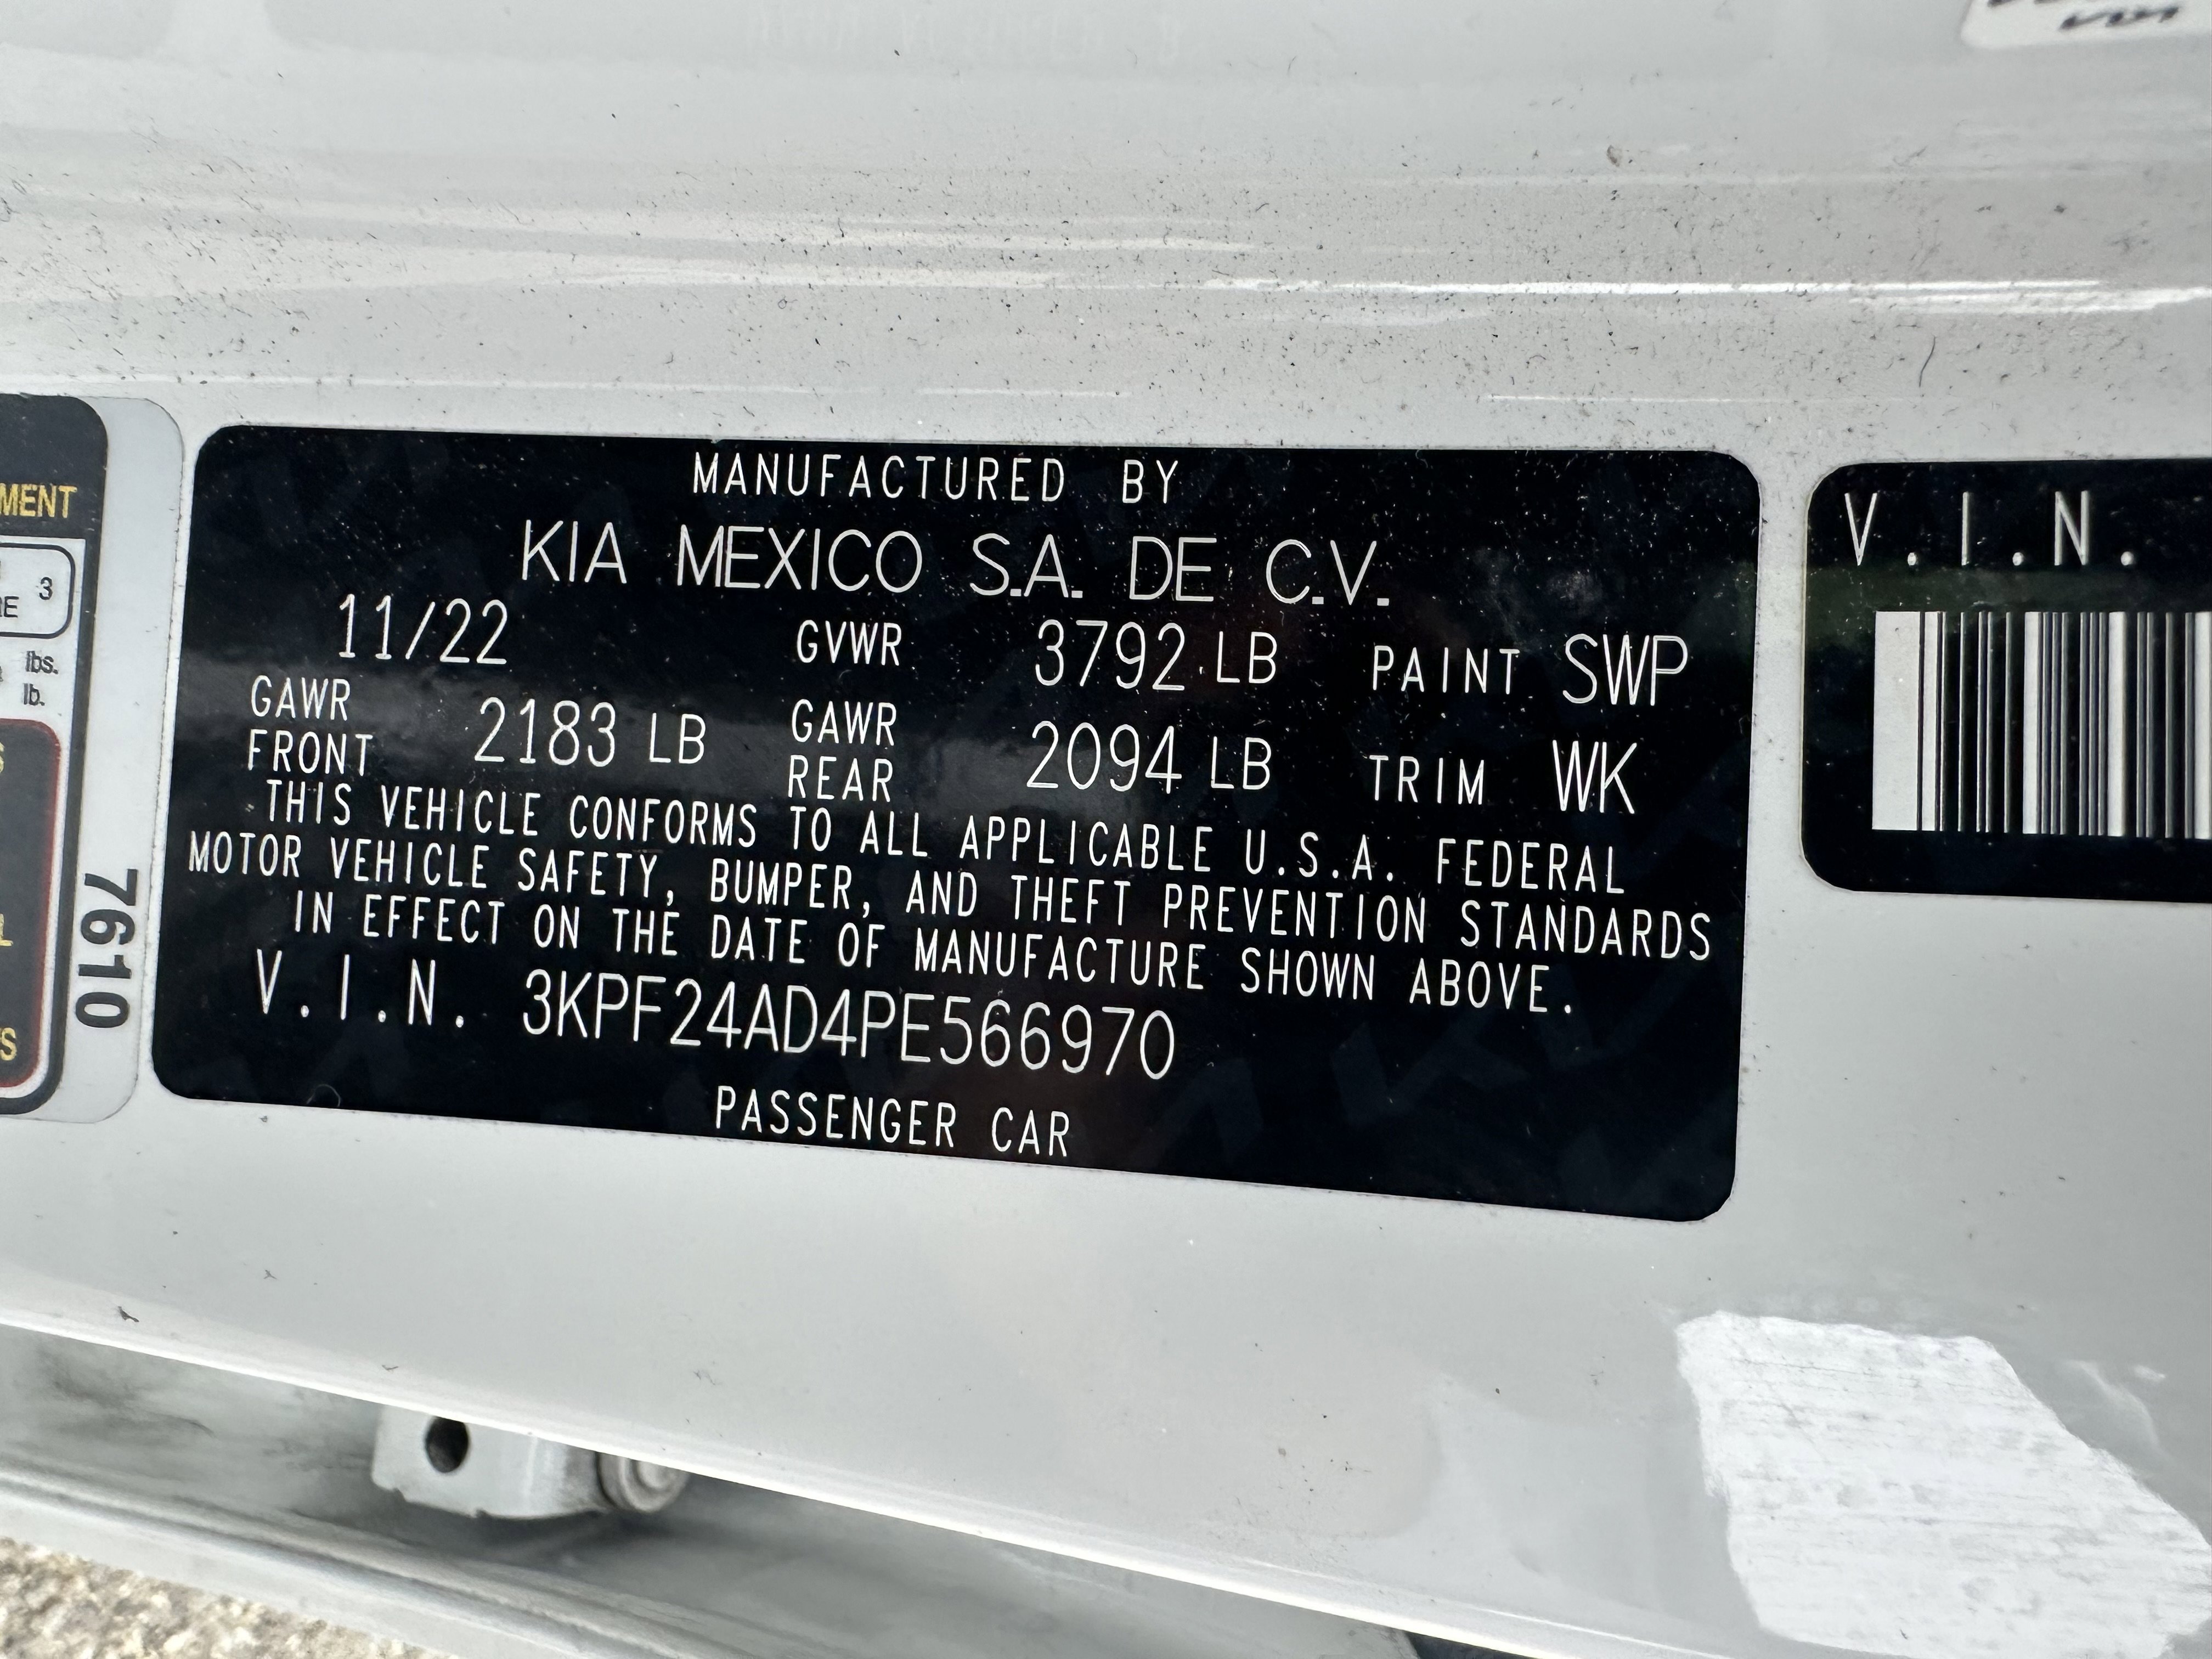 MENT
3
RE
lbs.
lb.
S
L
S
7610
MANUFACTURED BY
KIA MEXICO S.A. DE C.V.
11/22 GVWR 3792 LB PAINT SWP
GAWR FRONT 2183 LB GAWR REAR 2094 LB TRIM WK
THIS VEHICLE CONFORMS TO ALL APPLICABLE U.S.A. FEDERAL
MOTOR VEHICLE SAFETY, BUMPER, AND THEFT PREVENTION STANDARDS
IN EFFECT ON THE DATE OF MANUFACTURE SHOWN ABOVE.
V.I.N. 3KPF24AD4PE566970
PASSENGER CAR
V.I.N.